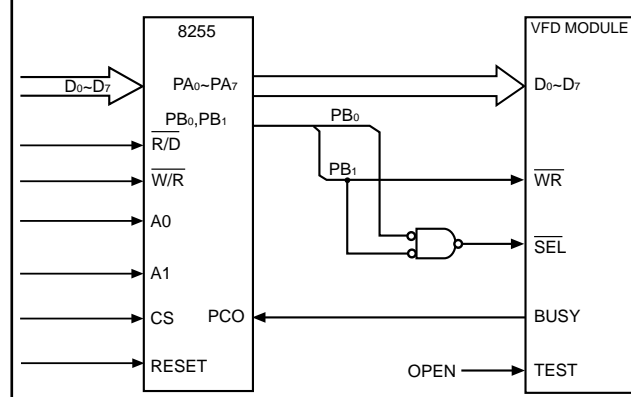 8255
VFD MODULE
D0~D7
PA0~PA7
D0~D7
PB0,PB1
PB0
R/D
PB1
W/R
WR
A0
SEL
A1
CS
PCO
BUSY
RESET
OPEN
TEST